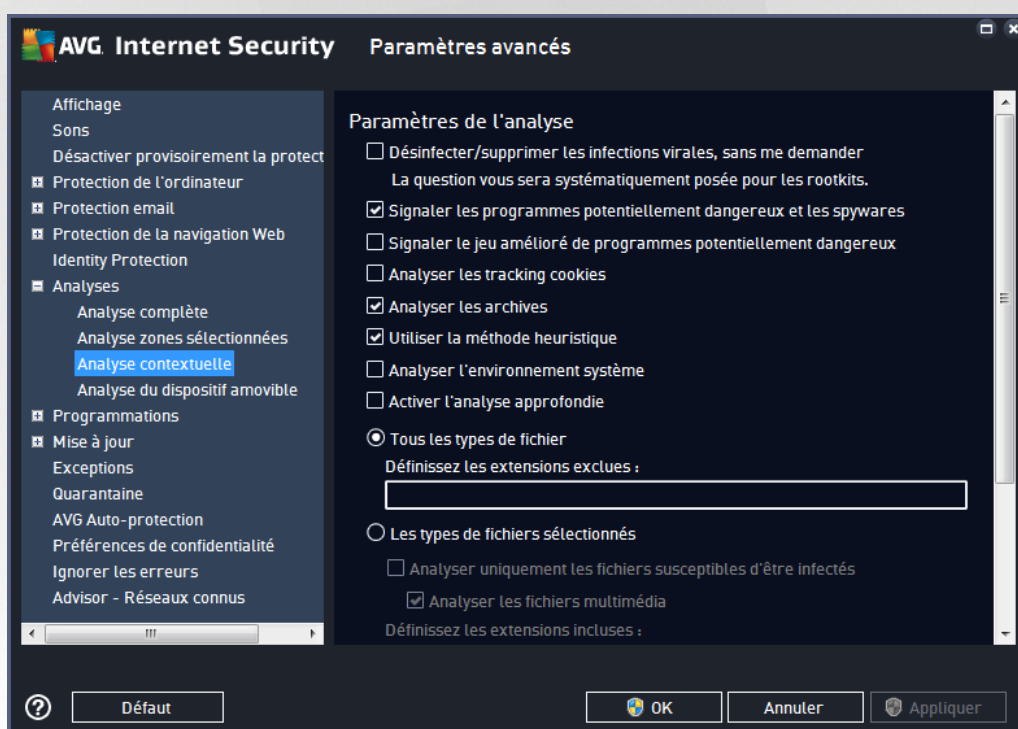 AVG Internet Security Paramètres avancés
Affichage
Sons
Désactiver provisoirement la protect
Protection de l'ordinateur
Protection email
Protection de la navigation Web
Identity Protection
Analyses
Analyse complète
Analyse zones sélectionnées
Analyse contextuelle
Analyse du dispositif amovible
Programmations
Mise à jour
Exceptions
Quarantaine
AVG Auto-protection
Préférences de confidentialité
Ignorer les erreurs
Advisor - Réseaux connus
Paramètres de l'analyse
Désinfecter/supprimer les infections virales, sans me demander
La question vous sera systématiquement posée pour les rootkits.
Signaler les programmes potentiellement dangereux et les spywares
Signaler le jeu amélioré de programmes potentiellement dangereux
Analyser les tracking cookies
Analyser les archives
Utiliser la méthode heuristique
Analyser l'environnement système
Activer l'analyse approfondie
Tous les types de fichier
Définissez les extensions exclues :
Les types de fichiers sélectionnés
Analyser uniquement les fichiers susceptibles d'être infectés
Analyser les fichiers multimédia
Définissez les extensions incluses :
? Défaut OK Annuler Appliquer